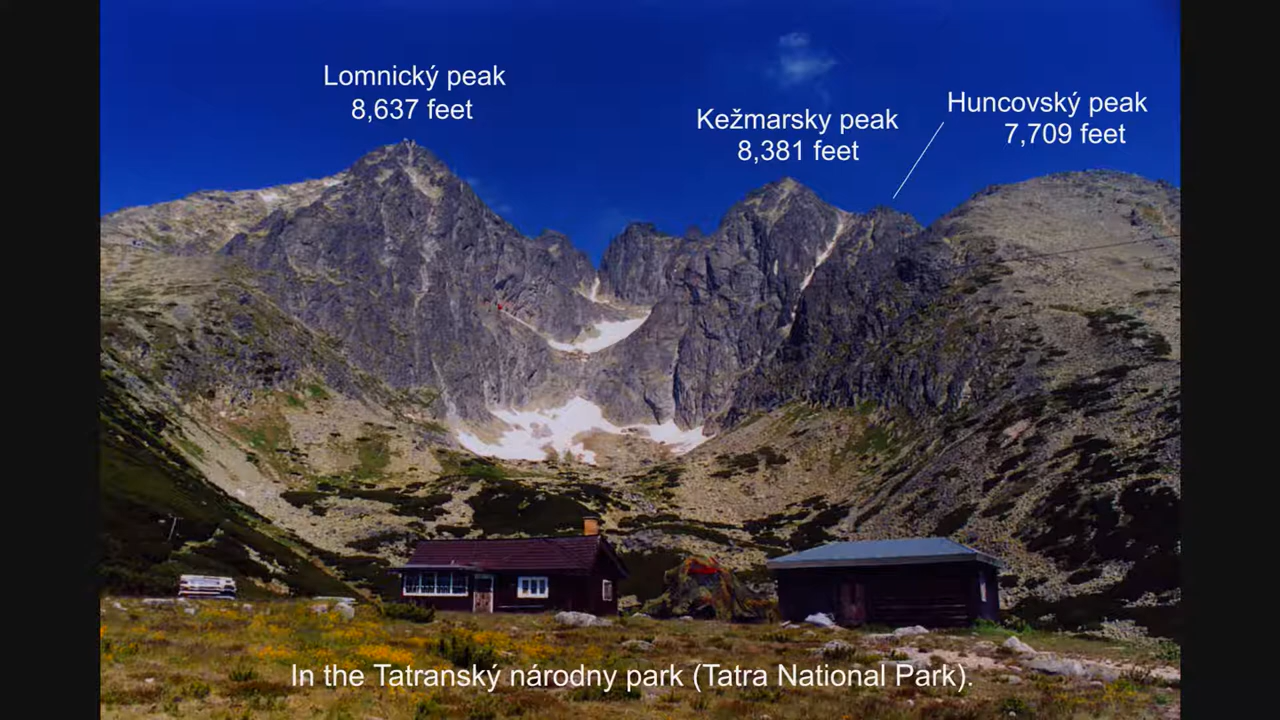 Lomnický peak
8,637 feet
Kežmarsky peak
8,381 feet
Huncovský peak
7,709 feet
In the Tatranský národny park (Tatra National Park).